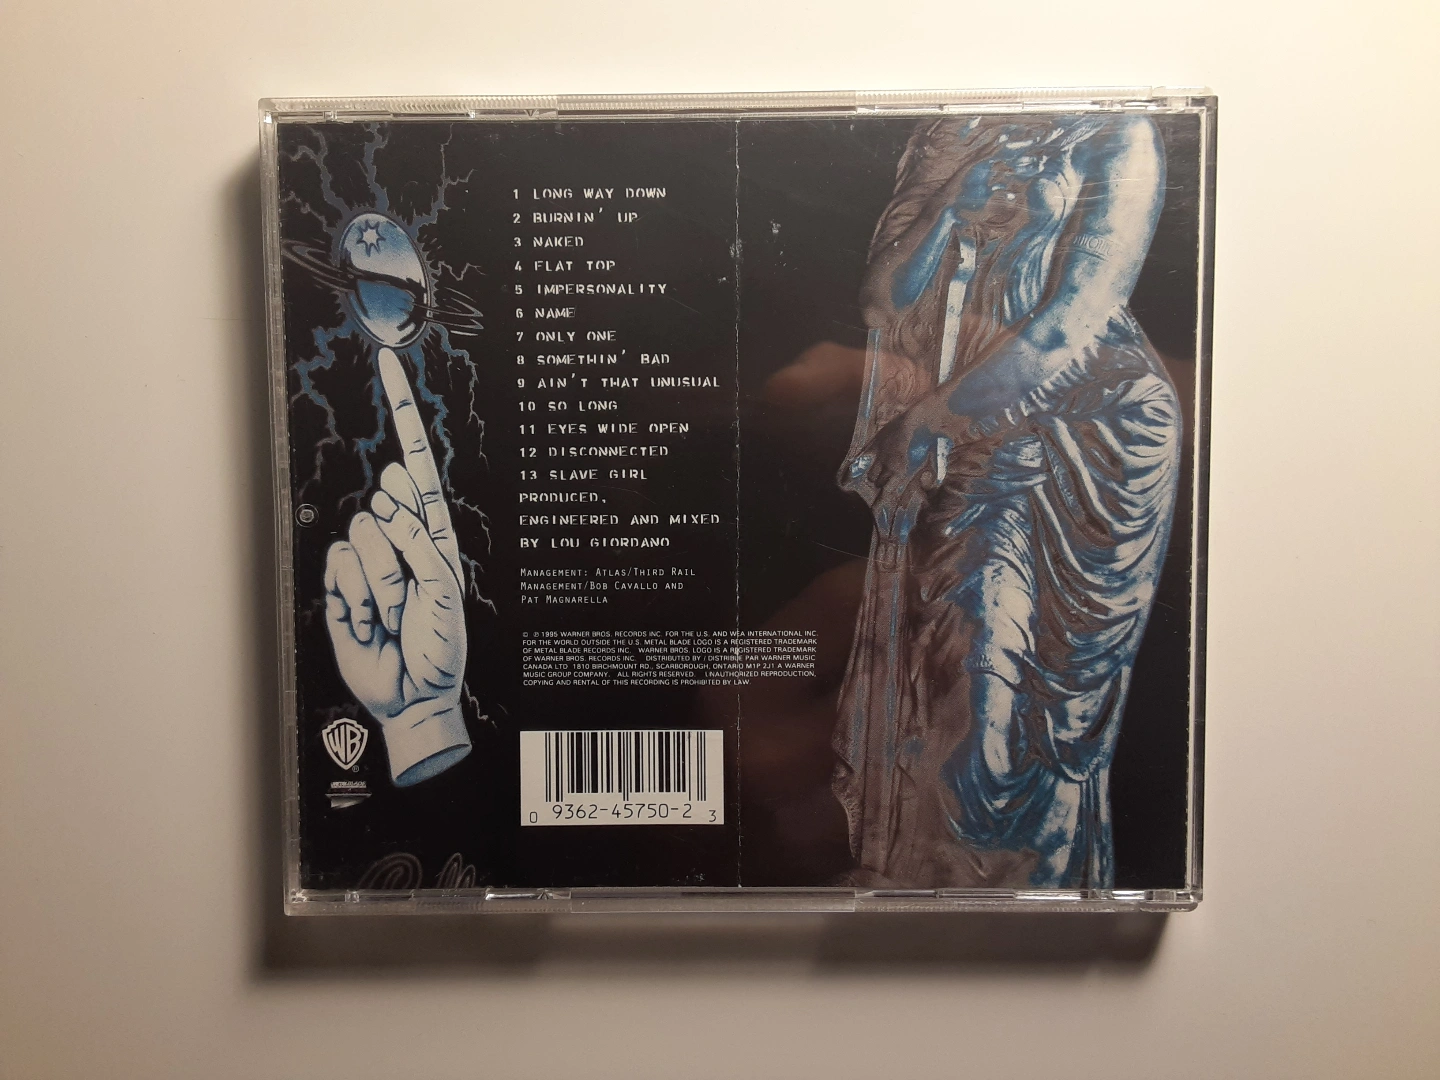 1 LONG WAY DOWN
2 BURNIN' UP
3 NAKED
4 FLAT TOP
5 IMPERSONALITY
6 NAME
7 ONLY ONE
8 SOMETHIN' BAD
9 AIN'T THAT UNUSUAL
10 SO LONG
11 EYES WIDE OPEN
12 DISCONNECTED
13 SLAVE GIRL
PRODUCED,
ENGINEERED AND MIXED
BY LOU GIORDANO
MANAGEMENT: ATLAS/THIRD RAIL
MANAGEMENT/BOB CAVALLO AND
PAT MAGNARELLA
© ℗ 1995 WARNER BROS. RECORDS INC. FOR THE U.S. AND WEA INTERNATIONAL INC.
FOR THE WORLD OUTSIDE THE U.S. METAL BLADE LOGO IS A REGISTERED TRADEMARK
OF METAL BLADE RECORDS INC. WARNER BROS. LOGO IS A REGISTERED TRADEMARK
OF WARNER BROS. RECORDS INC. DISTRIBUTED BY / DISTRIBUÉ PAR WARNER MUSIC
CANADA LTD 1810 BIRCHMOUNT RD., SCARBOROUGH, ONTARIO M1P 2J1 A WARNER
MUSIC GROUP COMPANY. ALL RIGHTS RESERVED. UNAUTHORIZED REPRODUCTION,
COPYING AND RENTAL OF THIS RECORDING IS PROHIBITED BY LAW.
WB ®
METAL BLADE
0 9362-45750-2 3